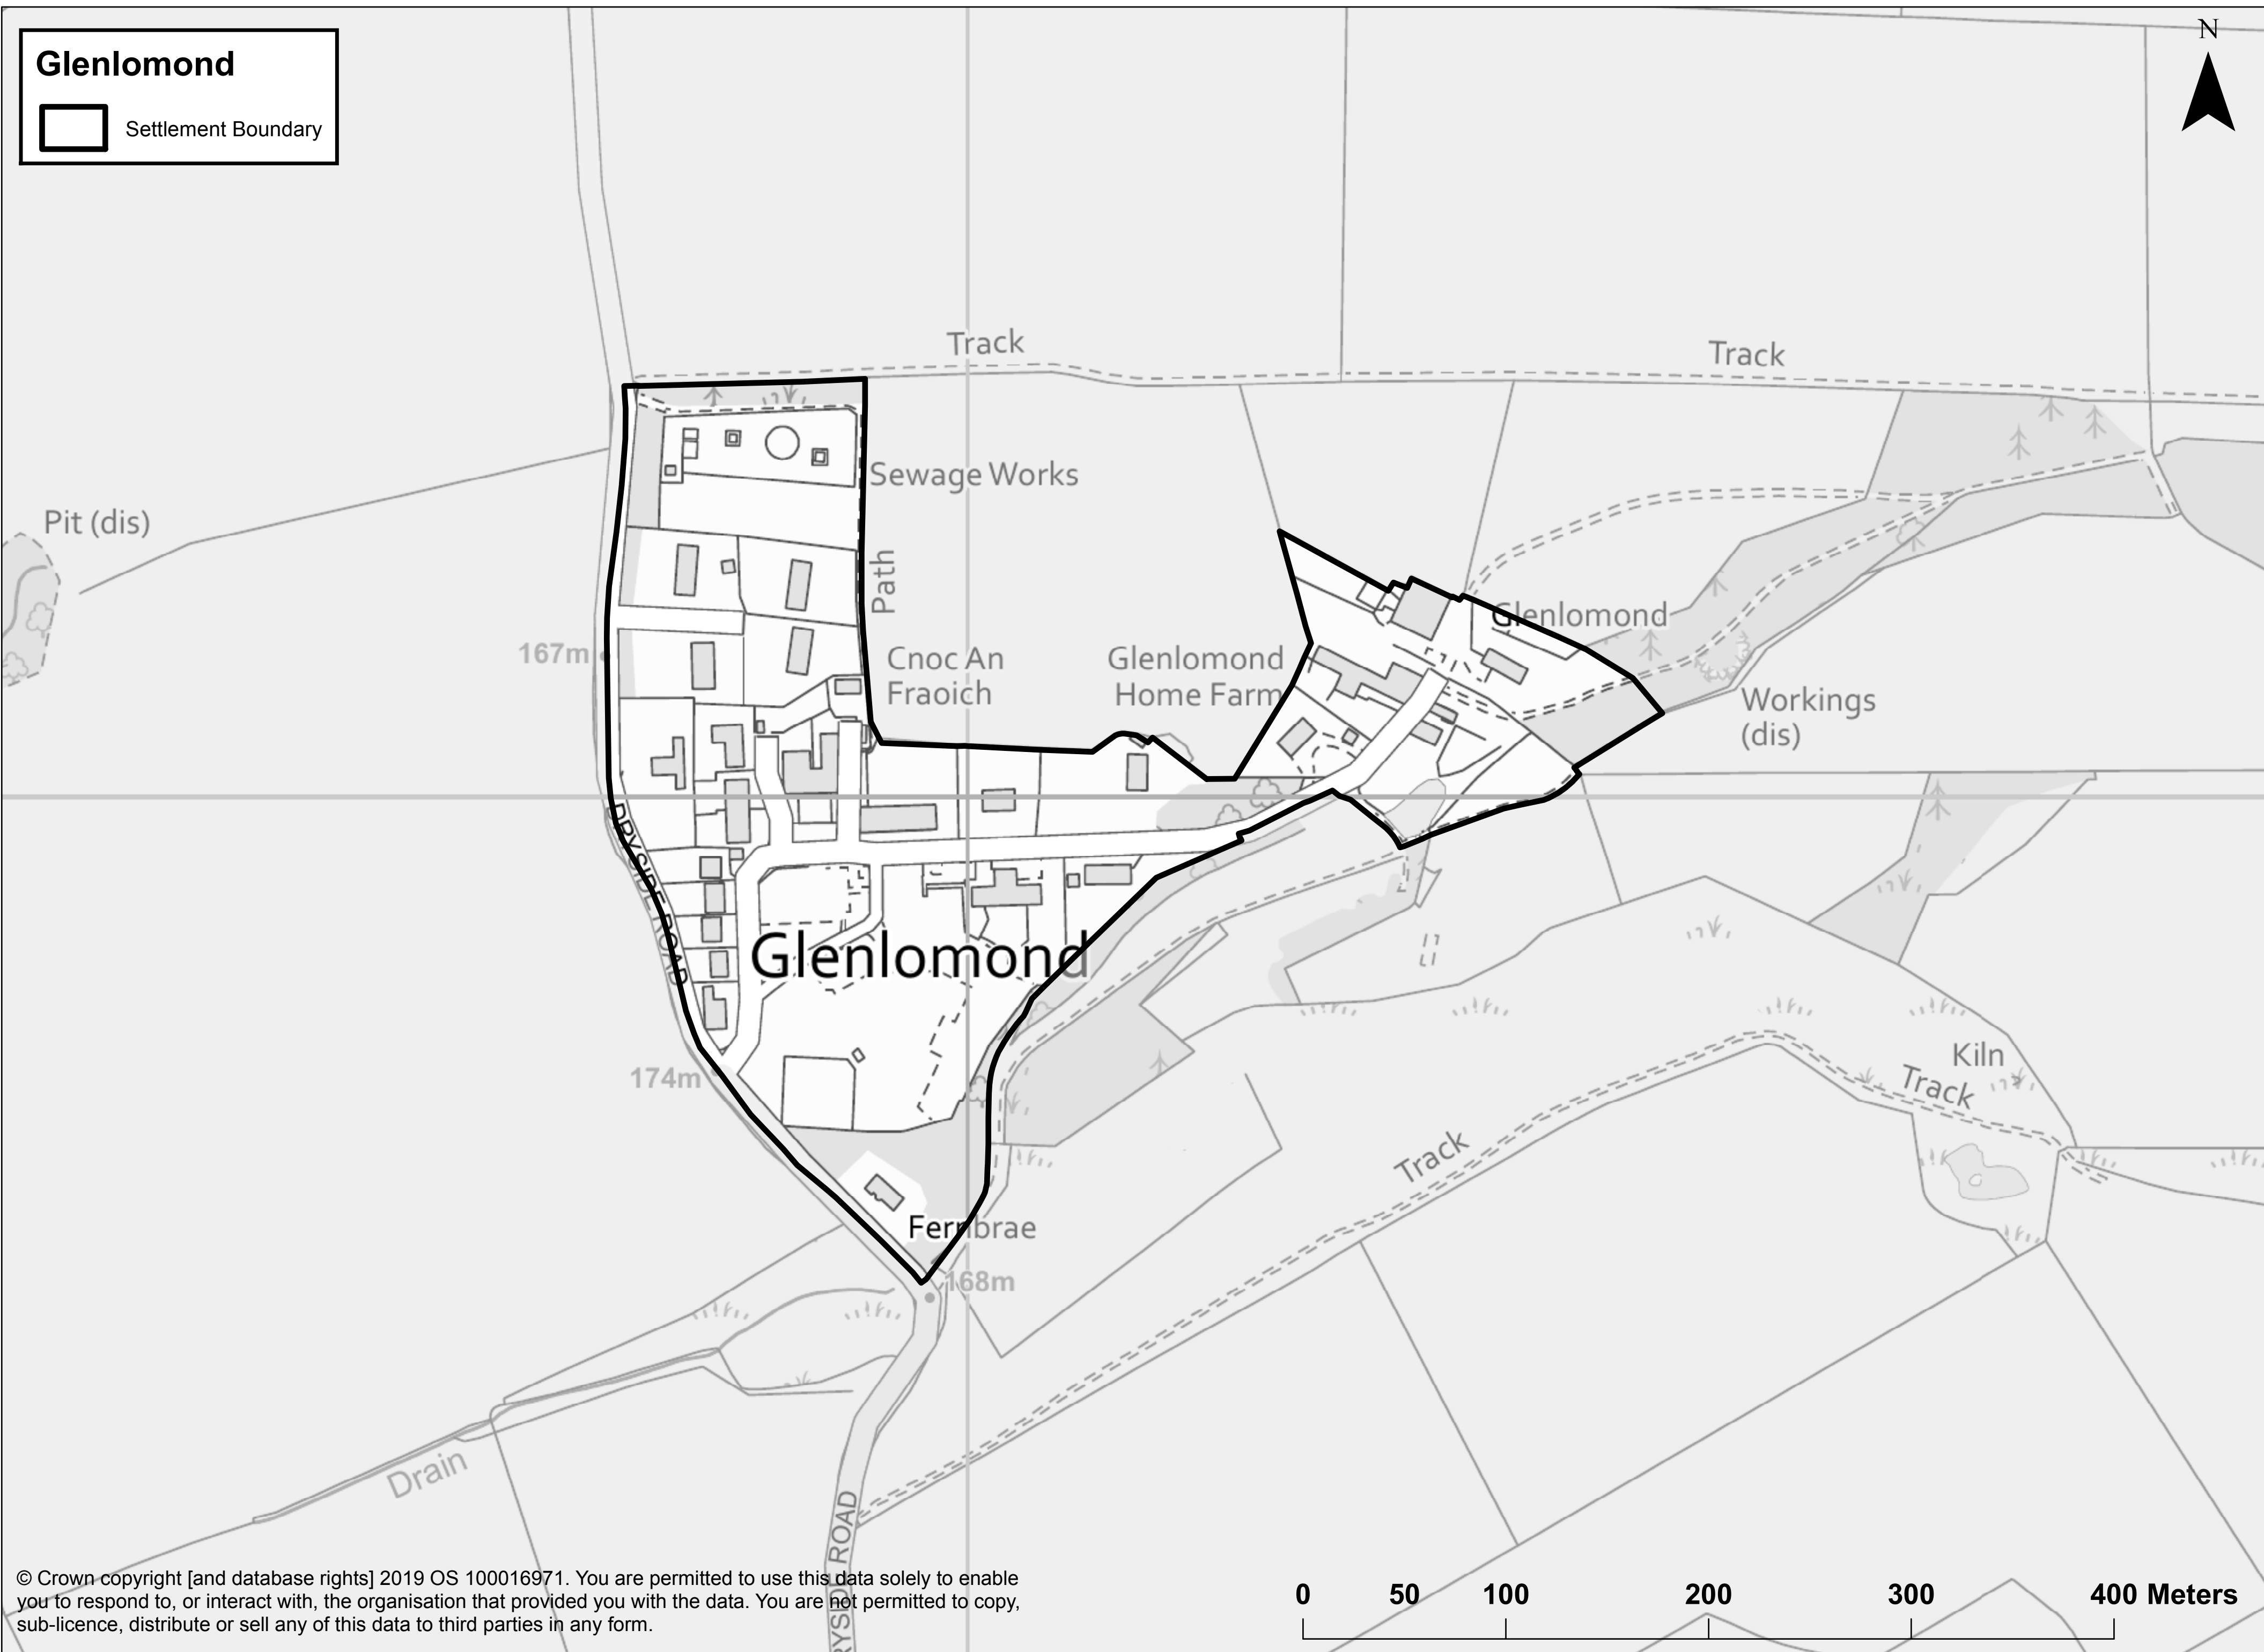 Glenlomond
Settlement Boundary
N
Track
Track
Sewage Works
Pit (dis)
Path
Glenlomond
167m
Cnoc An
Fraoich
Glenlomond
Home Farm
Workings
(dis)
DRYSIDE ROAD
Glenlomond
174m
Kiln
Track
Track
Fernbrae
168m
Drain
RYSIDE ROAD
© Crown copyright [and database rights] 2019 OS 100016971. You are permitted to use this data solely to enable
you to respond to, or interact with, the organisation that provided you with the data. You are not permitted to copy,
sub-licence, distribute or sell any of this data to third parties in any form.
0 50 100 200 300 400 Meters